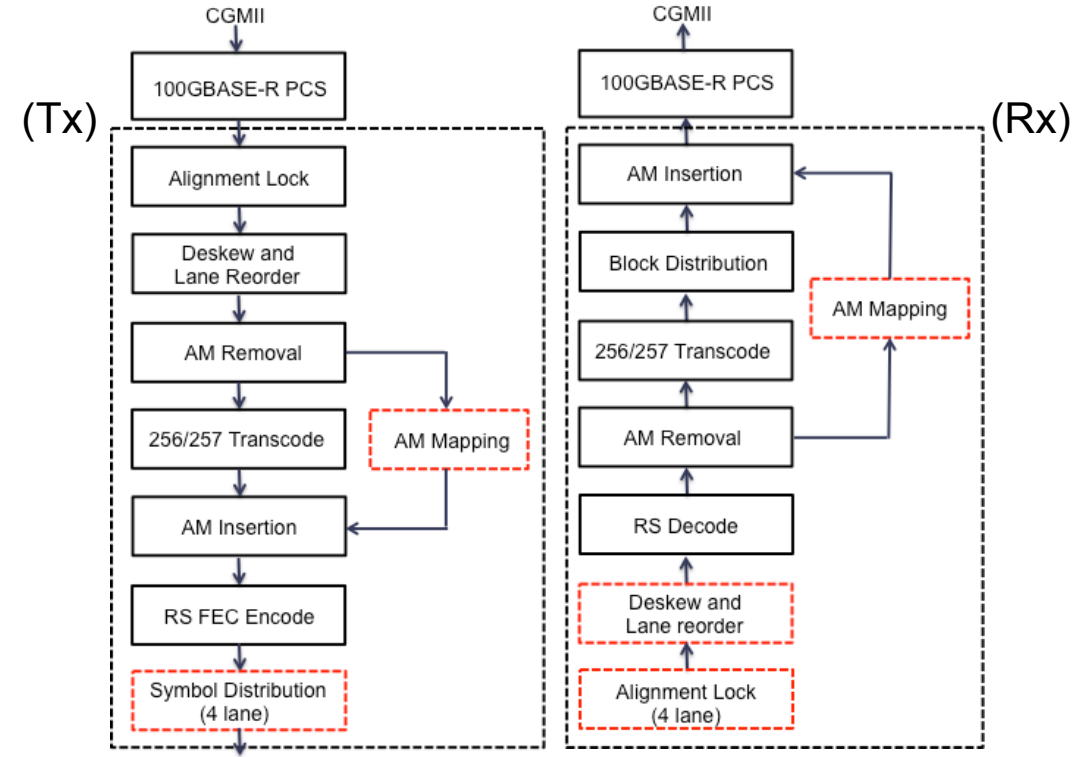 CGMII
100GBASE-R PCS
(Tx)
Alignment Lock
Deskew and
Lane Reorder
AM Removal
256/257 Transcode
AM Mapping
AM Insertion
RS FEC Encode
Symbol Distribution
(4 lane)
CGMII
100GBASE-R PCS
(Rx)
AM Insertion
Block Distribution
AM Mapping
256/257 Transcode
AM Removal
RS Decode
Deskew and
Lane reorder
Alignment Lock
(4 lane)